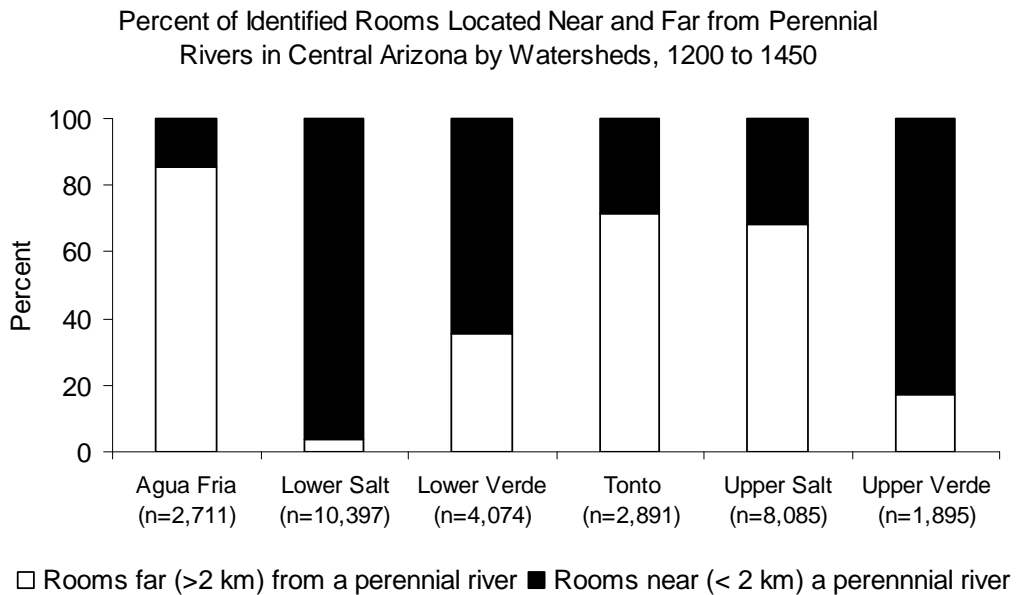 Percent of Identified Rooms Located Near and Far from Perennial
Rivers in Central Arizona by Watersheds, 1200 to 1450
Percent
100
80
60
40
20
0
Agua Fria Lower Salt Lower Verde Tonto Upper Salt Upper Verde
(n=2,711) (n=10,397) (n=4,074) (n=2,891) (n=8,085) (n=1,895)
Rooms far (>2 km) from a perennial river Rooms near (< 2 km) a perennnial river